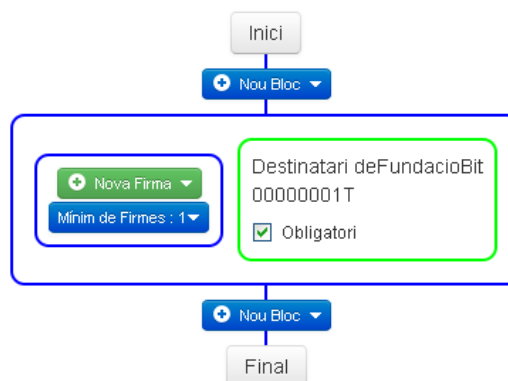 Inici
Nou Bloc
Nova Firma
Mínim de Firmes : 1
Destinatari deFundacioBit
00000001T
Obligatori
Nou Bloc
Final